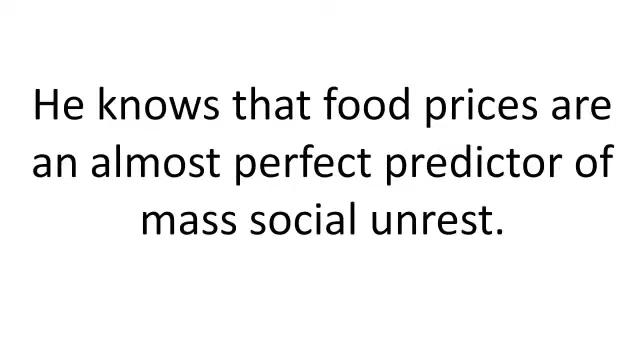 He knows that food prices are
an almost perfect predictor of
mass social unrest.